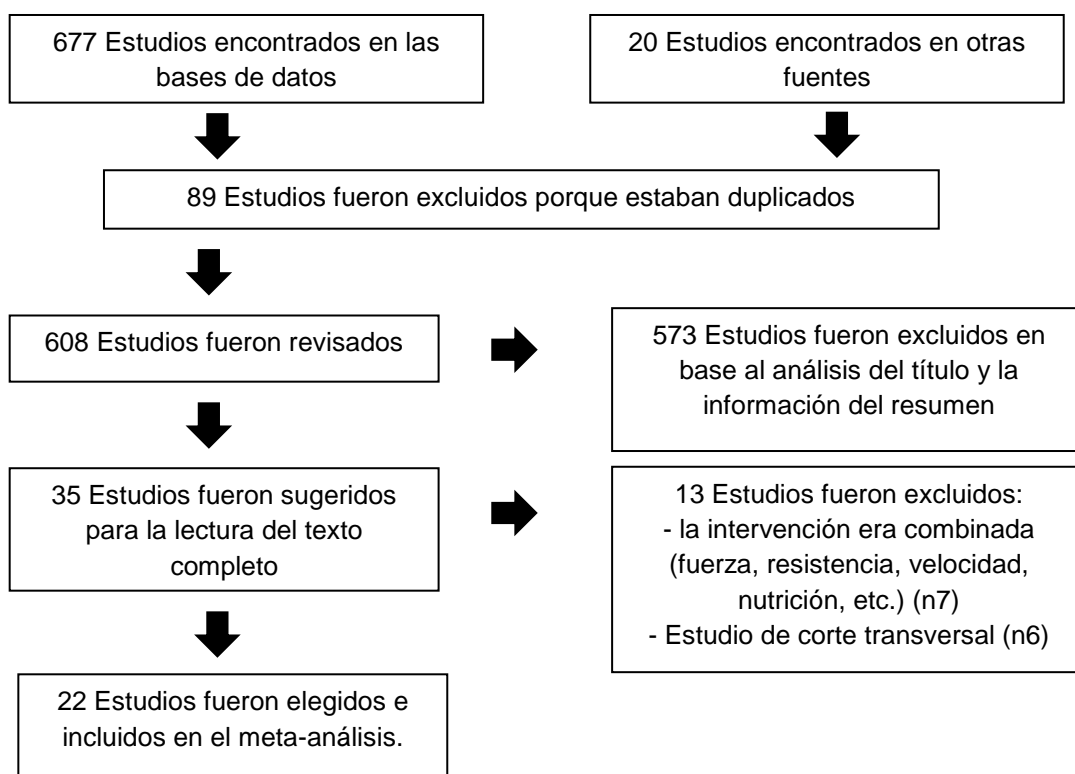 677 Estudios encontrados en las
bases de datos
20 Estudios encontrados en otras
fuentes
89 Estudios fueron excluidos porque estaban duplicados
608 Estudios fueron revisados
573 Estudios fueron excluidos en
base al análisis del título y la
información del resumen
35 Estudios fueron sugeridos
para la lectura del texto
completo
13 Estudios fueron excluidos:
- la intervención era combinada
(fuerza, resistencia, velocidad,
nutrición, etc.) (n7)
- Estudio de corte transversal (n6)
22 Estudios fueron elegidos e
incluidos en el meta-análisis.